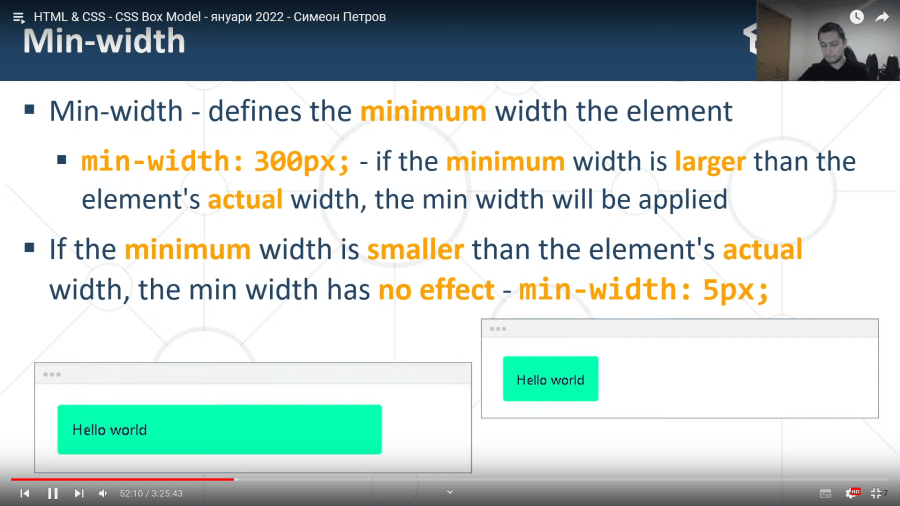 HTML & CSS - CSS Box Model - януари 2022 - Симеон Петров
Min-width
Min-width - defines the minimum width the element
min-width: 300px; - if the minimum width is larger than the
element's actual width, the min width will be applied
If the minimum width is smaller than the element's actual
width, the min width has no effect - min-width: 5px;
Hello world
Hello world
52:10 / 3:25:43
HD
7